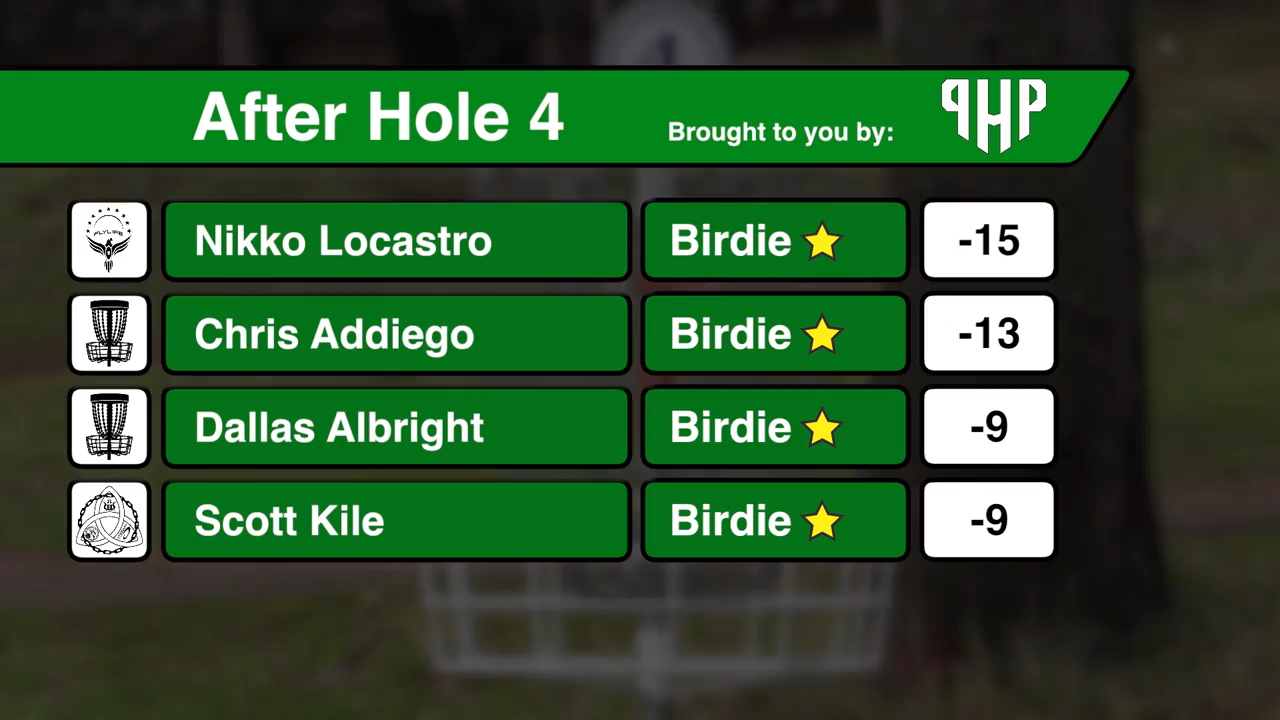 After Hole 4
Brought to you by: PHP
Nikko Locastro Birdie -15
Chris Addiego Birdie -13
Dallas Albright Birdie -9
Scott Kile Birdie -9